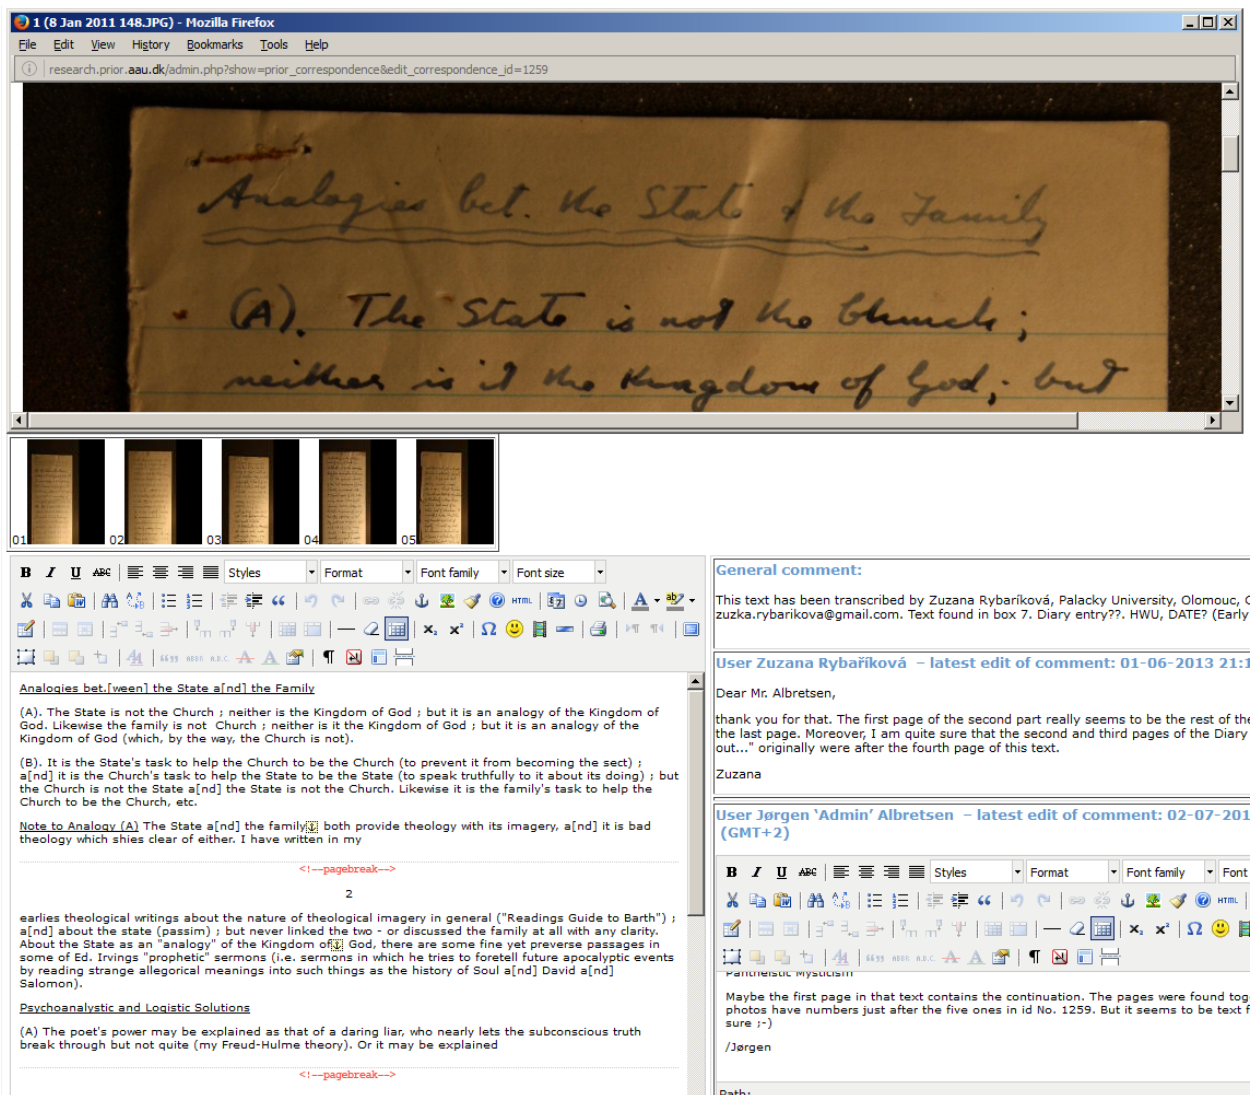 1 (8 Jan 2011 148.JPG) - Mozilla Firefox
File Edit View History Bookmarks Tools Help
research.prior.aau.dk/admin.php?show=prior_correspondence&edit_correspondence_id=1259
Analogies bet. the State & the Family
(A). The State is not the Church ;
neither is it the Kingdom of God; but
01 02 03 04 05
B I U ABC Styles Format Font family Font size
HTML
¶
Analogies bet.[ween] the State a[nd] the Family
(A). The State is not the Church ; neither is the Kingdom of God ; but it is an analogy of the Kingdom of
God. Likewise the family is not Church ; neither is it the Kingdom of God ; but it is an analogy of the
Kingdom of God (which, by the way, the Church is not).
(B). It is the State's task to help the Church to be the Church (to prevent it from becoming the sect) ;
a[nd] it is the Church's task to help the State to be the State (to speak truthfully to it about its doing) ; but
the Church is not the State a[nd] the State is not the Church. Likewise it is the family's task to help the
Church to be the Church, etc.
Note to Analogy (A) The State a[nd] the family both provide theology with its imagery, a[nd] it is bad
theology which shies clear of either. I have written in my
<!--pagebreak-->
2
earlies theological writings about the nature of theological imagery in general ("Readings Guide to Barth") ;
a[nd] about the state (passim) ; but never linked the two - or discussed the family at all with any clarity.
About the State as an "analogy" of the Kingdom of God, there are some fine yet preverse passages in
some of Ed. Irvings "prophetic" sermons (i.e. sermons in which he tries to foretell future apocalyptic events
by reading strange allegorical meanings into such things as the history of Soul a[nd] David a[nd]
Salomon).
Psychoanalystic and Logistic Solutions
(A) The poet's power may be explained as that of a daring liar, who nearly lets the subconscious truth
break through but not quite (my Freud-Hulme theory). Or it may be explained
<!--pagebreak-->
General comment:
This text has been transcribed by Zuzana Rybaríková, Palacky University, Olomouc, C
zuzka.rybarikova@gmail.com. Text found in box 7. Diary entry??. HWU, DATE? (Early
User Zuzana Rybaříková – latest edit of comment: 01-06-2013 21:1
Dear Mr. Albretsen,
thank you for that. The first page of the second part really seems to be the rest of the
the last page. Moreover, I am quite sure that the second and third pages of the Diary
out..." originally were after the fourth page of this text.
Zuzana
User Jørgen ‘Admin’ Albretsen – latest edit of comment: 02-07-201
(GMT+2)
B I U ABC Styles Format Font family Font
HTML
¶
Pantheistic Mysticism
Maybe the first page in that text contains the continuation. The pages were found tog
photos have numbers just after the five ones in id No. 1259. But it seems to be text f
sure ;-)
/Jørgen
Path: